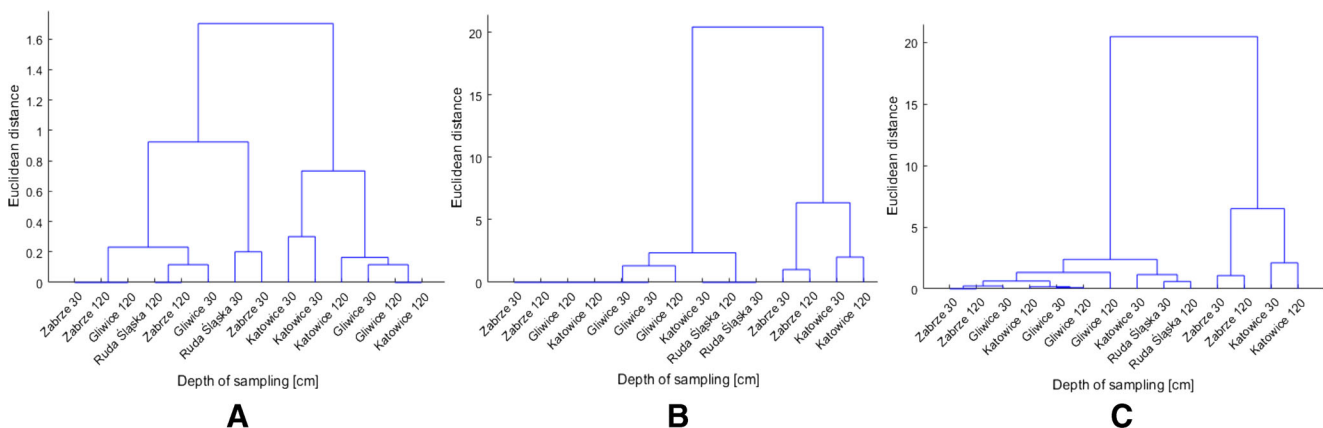 1.6
1.4
1.2
1
0.8
0.6
0.4
0.2
0
Euclidean distance
Zabrze 30
Zabrze 120
Gliwice 120
Ruda Śląska 120
Zabrze 120
Gliwice 30
Ruda Śląska 30
Zabrze 30
Katowice 30
Katowice 30
Katowice 120
Gliwice 30
Gliwice 120
Katowice 120
Depth of sampling [cm]
A
20
15
10
5
0
Euclidean distance
Zabrze 30
Zabrze 120
Gliwice 120
Katowice 120
Gliwice 30
Gliwice 30
Gliwice 120
Katowice 30
Ruda Śląska 120
Ruda Śląska 30
Zabrze 30
Zabrze 120
Katowice 30
Katowice 120
Depth of sampling [cm]
B
20
15
10
5
0
Euclidean distance
Zabrze 30
Zabrze 120
Gliwice 30
Katowice 120
Gliwice 30
Gliwice 120
Gliwice 120
Katowice 30
Ruda Śląska 30
Ruda Śląska 120
Zabrze 30
Zabrze 120
Katowice 30
Katowice 120
Depth of sampling [cm]
C